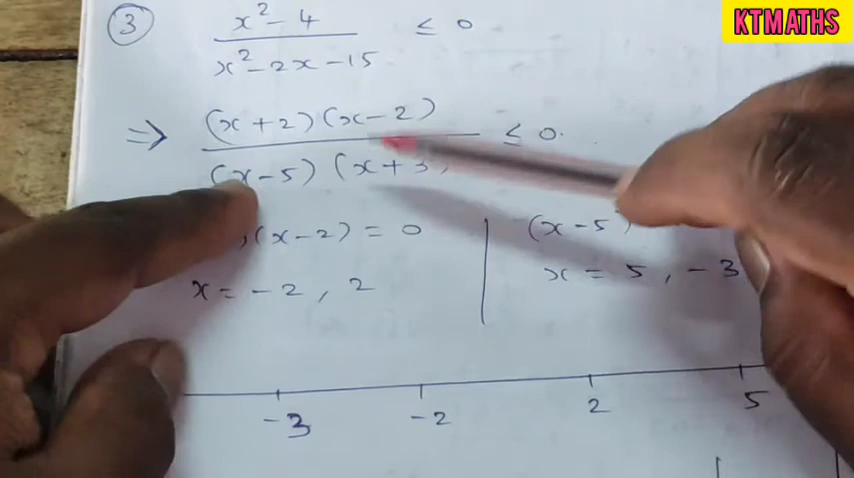 KTMATHS
③ x² - 4 / x² - 2x - 15 ≤ 0
⇒ (x + 2) (x - 2) / (x - 5) (x + 3 ≤ 0.
(x - 2) = 0
x = -2, 2
(x - 5)
x = 5, -3
-3 -2 2 5